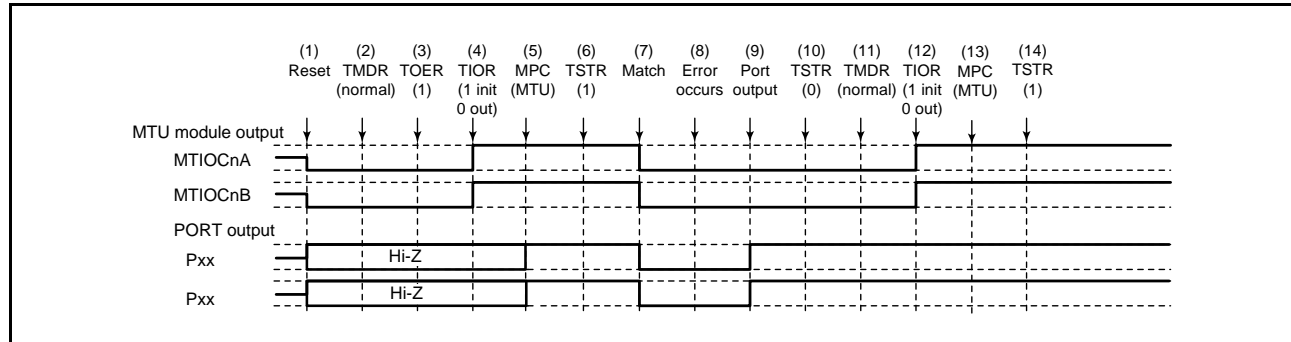 (1) (2) (3) (4) (5) (6) (7) (8) (9) (10) (11) (12) (13) (14)
Reset TMDR TOER TIOR MPC TSTR Match Error Port TSTR TMDR TIOR MPC TSTR
(normal) (1) (1 init (MTU) (1) occurs output (0) (normal) (1 init (MTU) (1)
0 out) 0 out)
MTU module output
MTIOCnA
MTIOCnB
PORT output
Pxx Hi-Z
Pxx Hi-Z